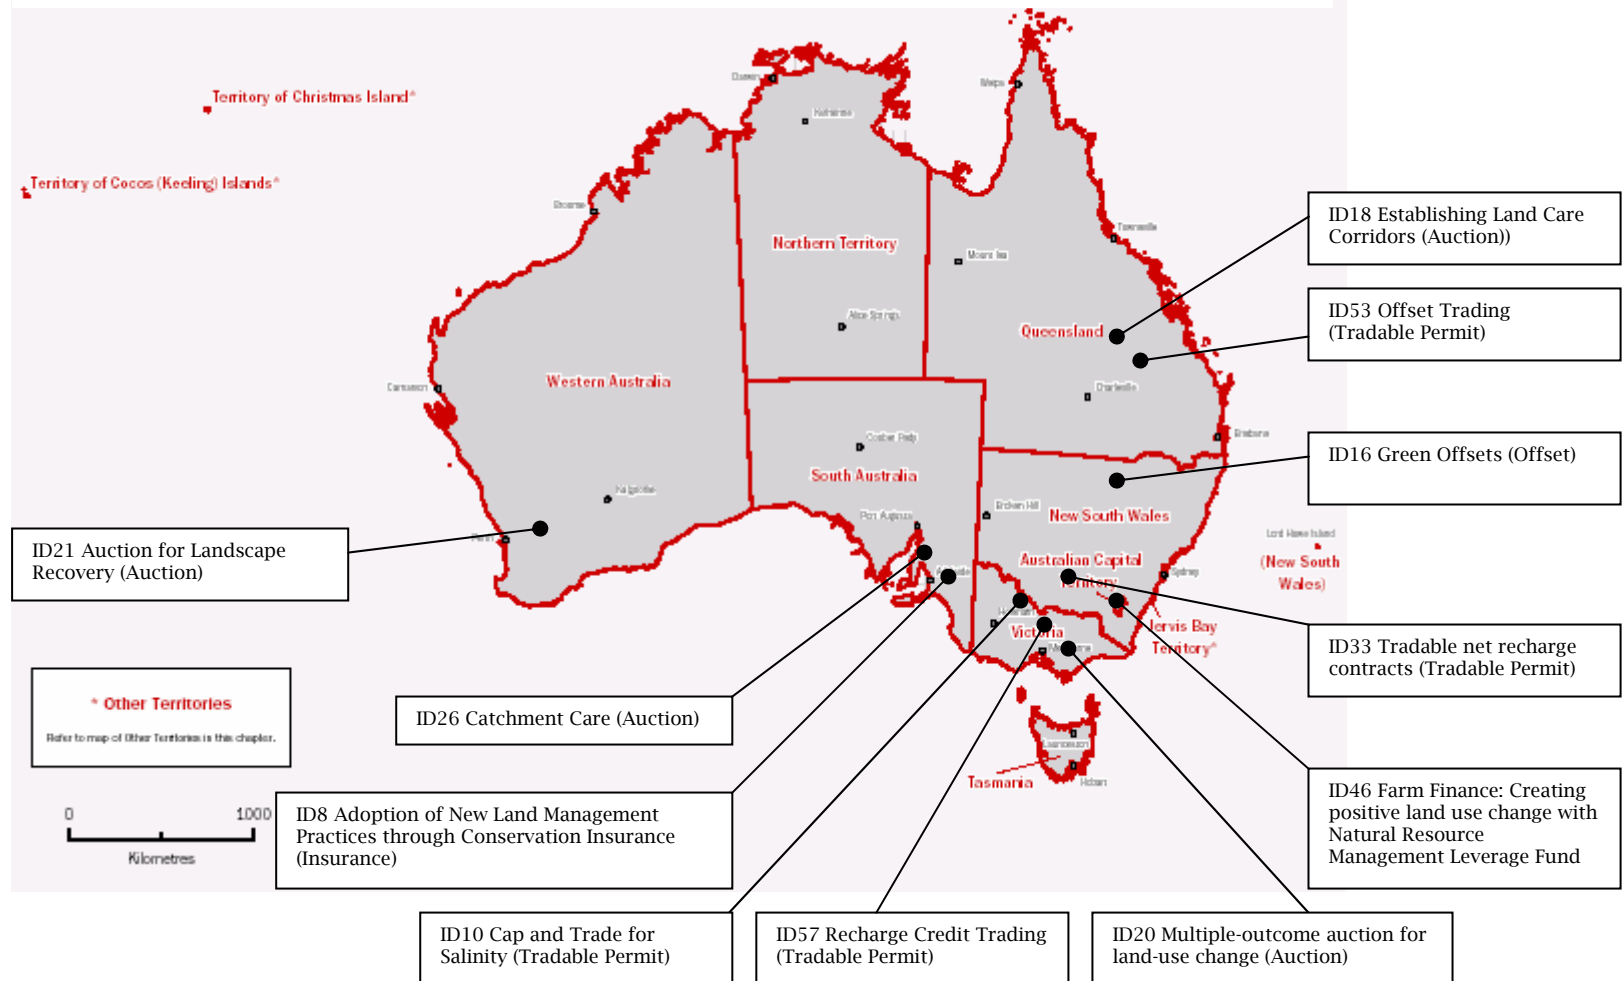 Darwin
Weipa
Territory of Christmas Island*
Katherine
Territory of Cocos (Keeling) Islands*
Broome
ID18 Establishing Land Care
Corridors (Auction))
Townsville
Northern Territory
Mount Isa
ID53 Offset Trading
(Tradable Permit)
Alice Springs
Queensland
Western Australia
Carnarvon
Charleville
Brisbane
Coober Pedy
South Australia
ID16 Green Offsets (Offset)
Kalgoorlie
Broken Hill
New South Wales
Port Augusta
Perth
Lord Howe Island
(New South
Wales)
ID21 Auction for Landscape
Recovery (Auction)
Australian Capital
Territory
Adelaide
Sydney
Victoria
Jervis Bay
Territory*
ID33 Tradable net recharge
contracts (Tradable Permit)
Melbourne
* Other Territories
Refer to map of Other Territories in this chapter.
ID26 Catchment Care (Auction)
Launceston
Tasmania
Hobart
ID46 Farm Finance: Creating
positive land use change with
Natural Resource
Management Leverage Fund
0 1000
Kilometres
ID8 Adoption of New Land Management
Practices through Conservation Insurance
(Insurance)
ID10 Cap and Trade for
Salinity (Tradable Permit)
ID57 Recharge Credit Trading
(Tradable Permit)
ID20 Multiple-outcome auction for
land-use change (Auction)